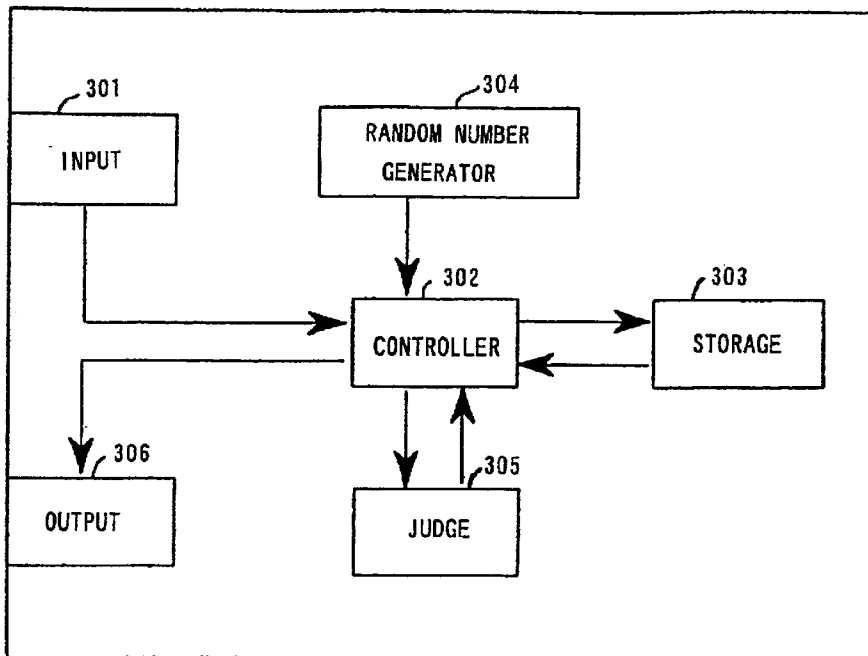 301
INPUT
304
RANDOM NUMBER
GENERATOR
302
CONTROLLER
303
STORAGE
306
OUTPUT
305
JUDGE